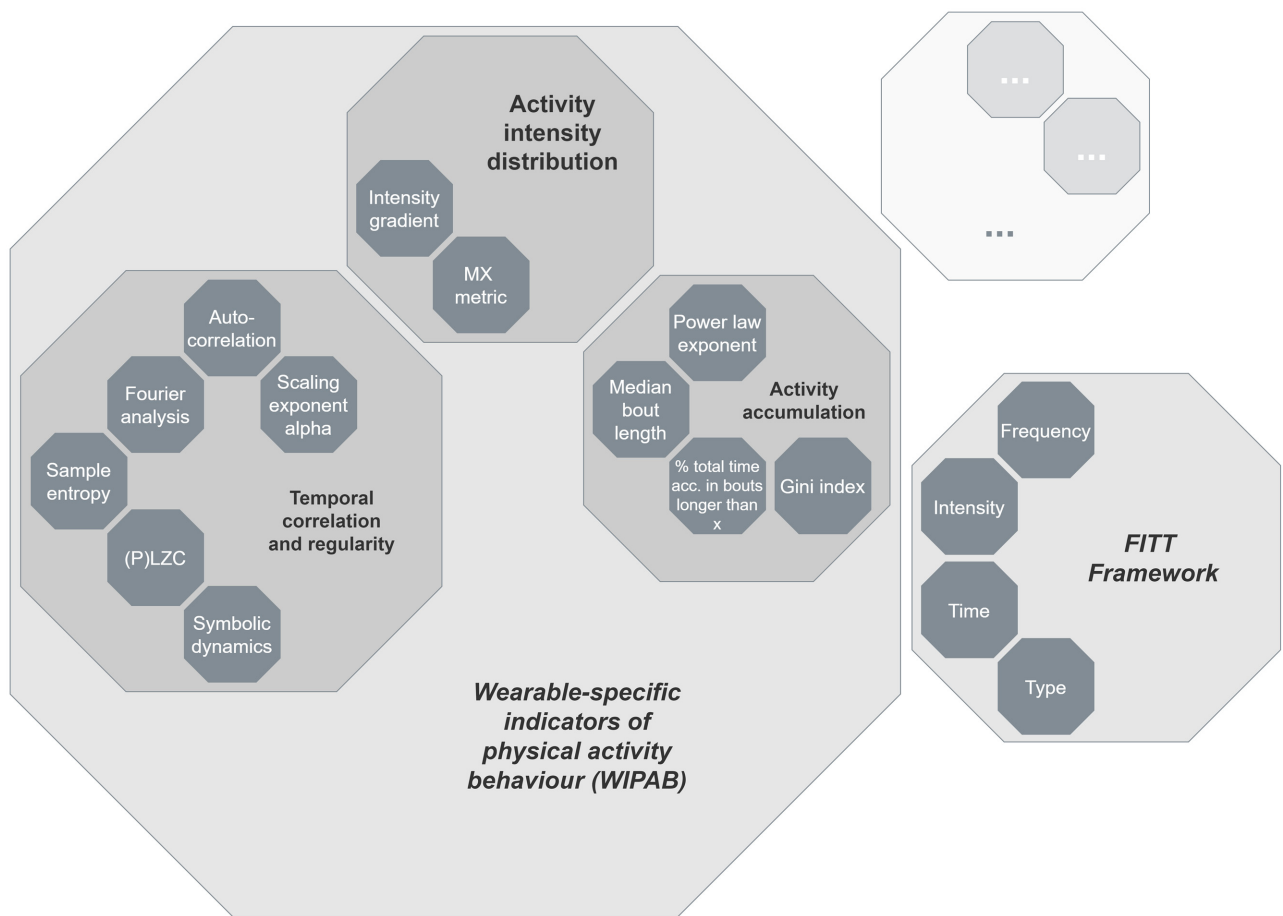 Activity
intensity
distribution
Intensity
gradient
MX
metric
Auto-
correlation
Fourier
analysis
Scaling
exponent
alpha
Sample
entropy
(P)LZC
Symbolic
dynamics
Temporal
correlation
and regularity
Power law
exponent
Median
bout
length
Activity
accumulation
% total time
acc. in bouts
longer than
x
Gini index
Wearable-specific
indicators of
physical activity
behaviour (WIPAB)
...
...
...
Frequency
Intensity
Time
Type
FITT
Framework